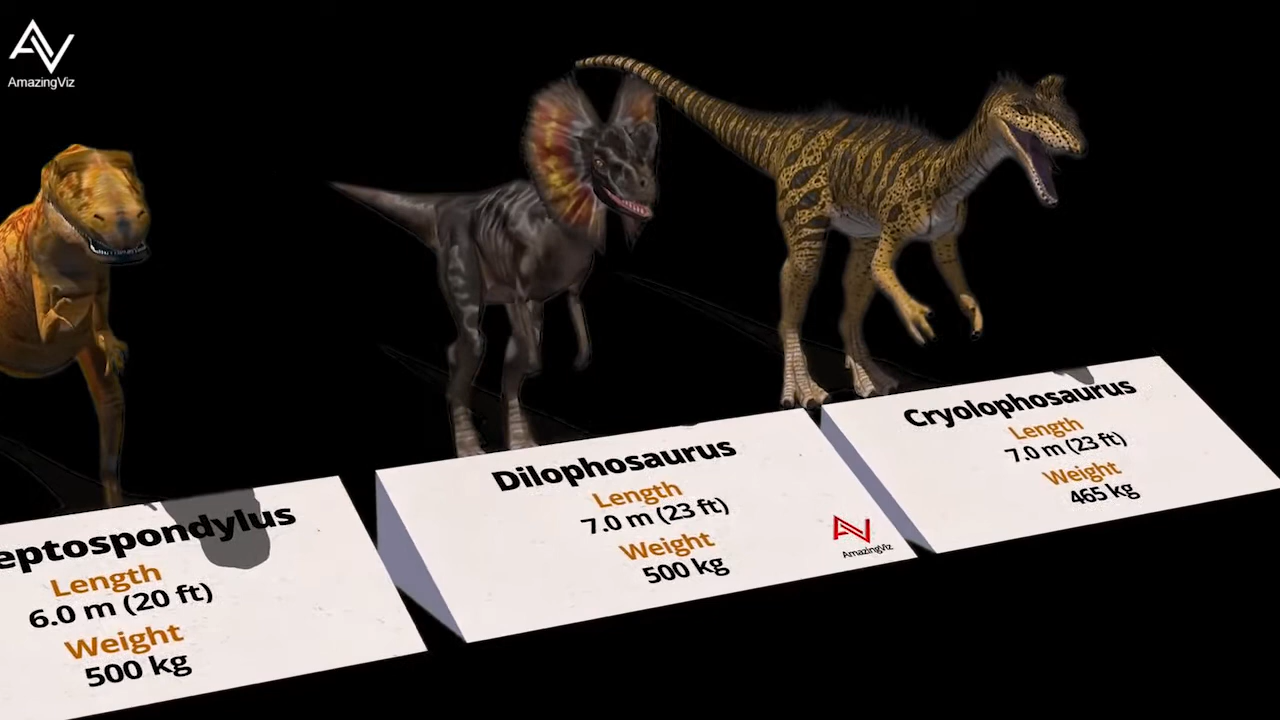 AmazingViz
eptospondylus
Length
6.0 m (20 ft)
Weight
500 kg
Dilophosaurus
Length
7.0 m (23 ft)
Weight
500 kg
AmazingViz
Cryolophosaurus
Length
7.0 m (23 ft)
Weight
465 kg